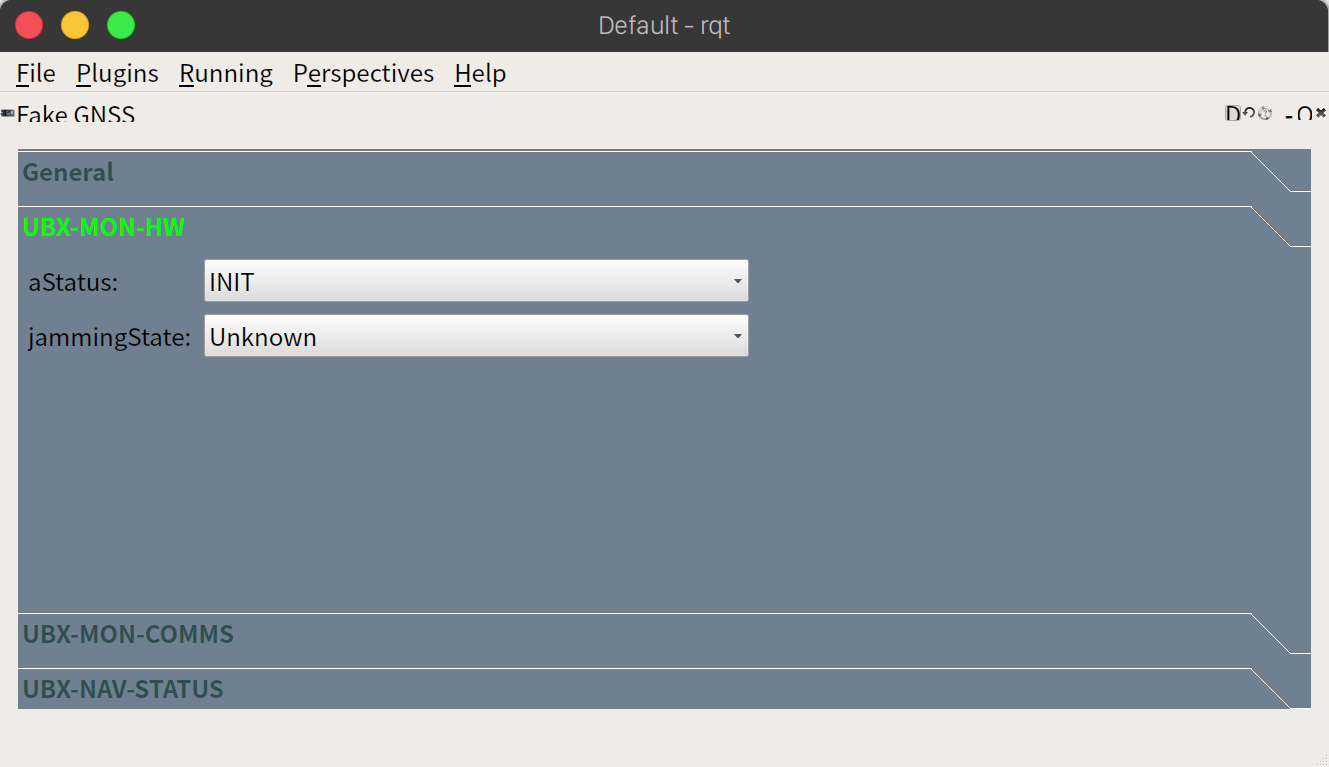 Default - rqt
File Plugins Running Perspectives Help
Fake GNSS
D
General
UBX-MON-HW
aStatus: INIT
jammingState: Unknown
UBX-MON-COMMS
UBX-NAV-STATUS